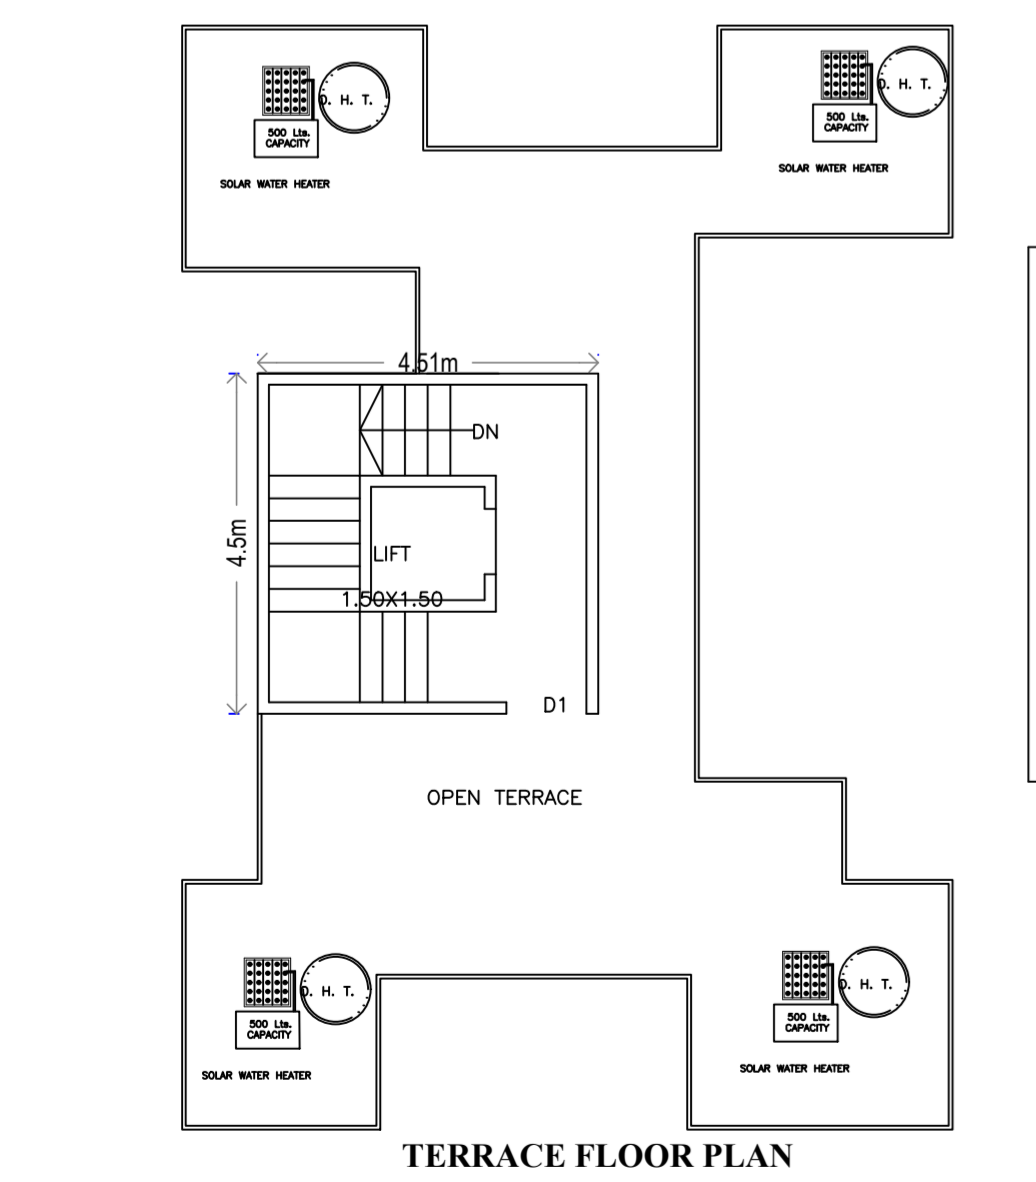 D. H. T.
500 Lts.
CAPACITY
SOLAR WATER HEATER
D. H. T.
500 Lts.
CAPACITY
SOLAR WATER HEATER
4.51m
DN
4.5m
LIFT
1.50X1.50
D1
OPEN TERRACE
D. H. T.
500 Lts.
CAPACITY
SOLAR WATER HEATER
D. H. T.
500 Lts.
CAPACITY
SOLAR WATER HEATER
TERRACE FLOOR PLAN